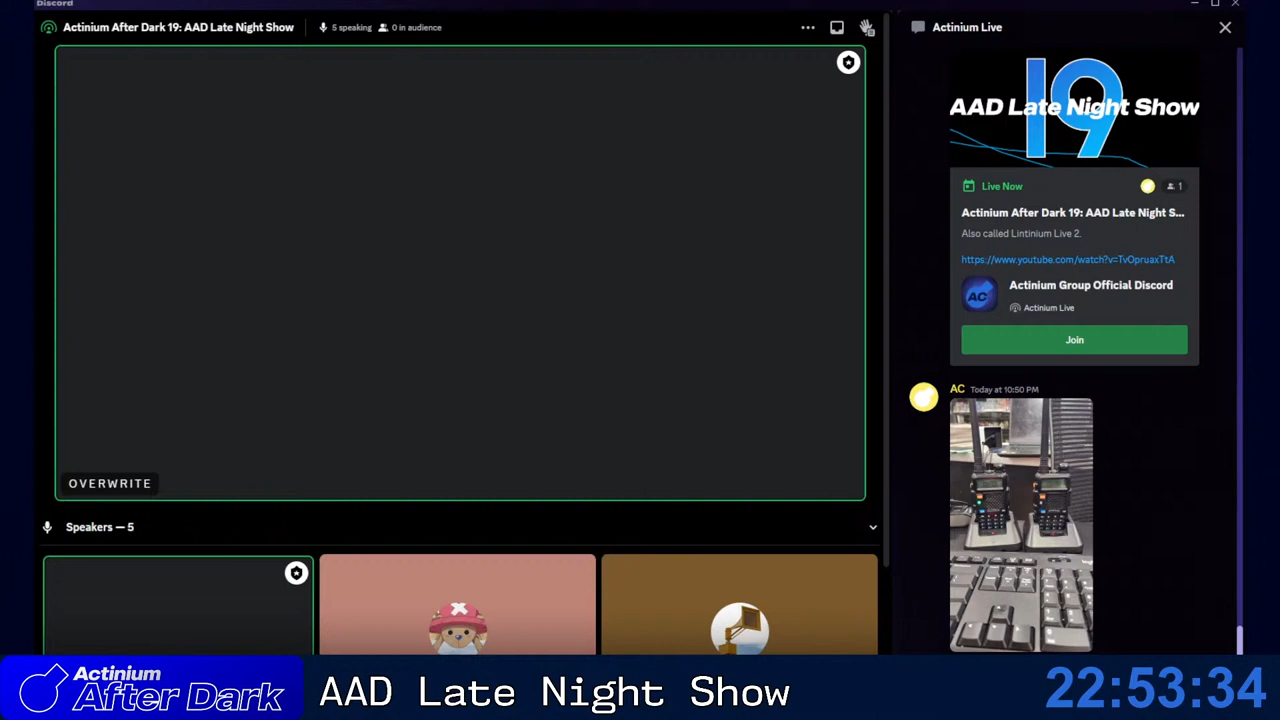 Discord
Actinium After Dark 19: AAD Late Night Show
5 speaking
0 in audience
OVERWRITE
Speakers — 5
Actinium Live
19
AAD Late Night Show
Live Now
1
Actinium After Dark 19: AAD Late Night S...
Also called Lintinium Live 2.
https://www.youtube.com/watch?v=TvOpruaxTtA
AC
Actinium Group Official Discord
Actinium Live
Join
AC Today at 10:50 PM
Actinium
After Dark
AAD Late Night Show
22:53:34